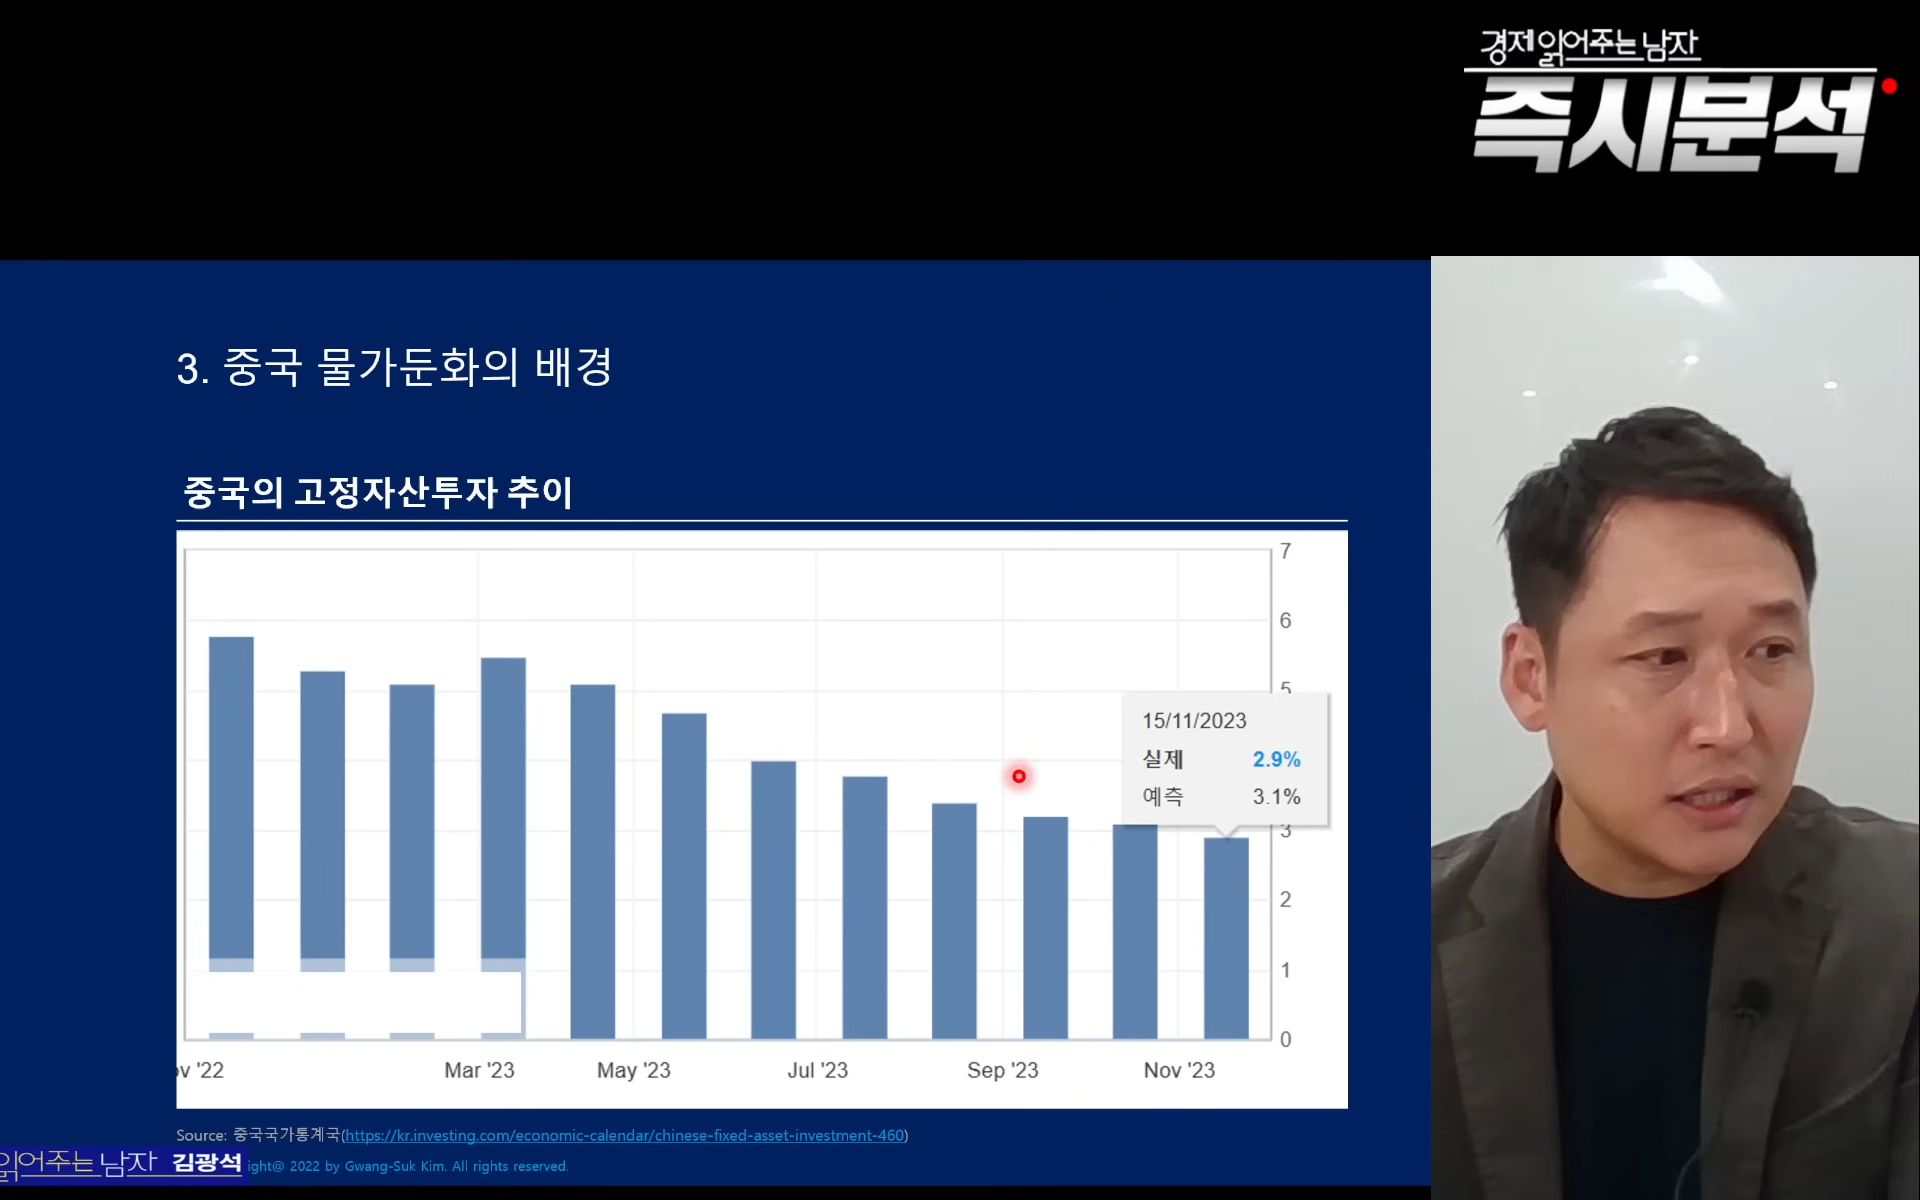 경제읽어주는남자
즉시분석
3. 중국 물가둔화의 배경
중국의 고정자산투자 추이
7
6
5
15/11/2023
실제 2.9%
예측 3.1%
3
2
1
0
ov '22 Mar '23 May '23 Jul '23 Sep '23 Nov '23
Source: 중국국가통계국(https://kr.investing.com/economic-calendar/chinese-fixed-asset-investment-460)
읽어주는남자 김광석 ight@ 2022 by Gwang-Suk Kim. All rights reserved.